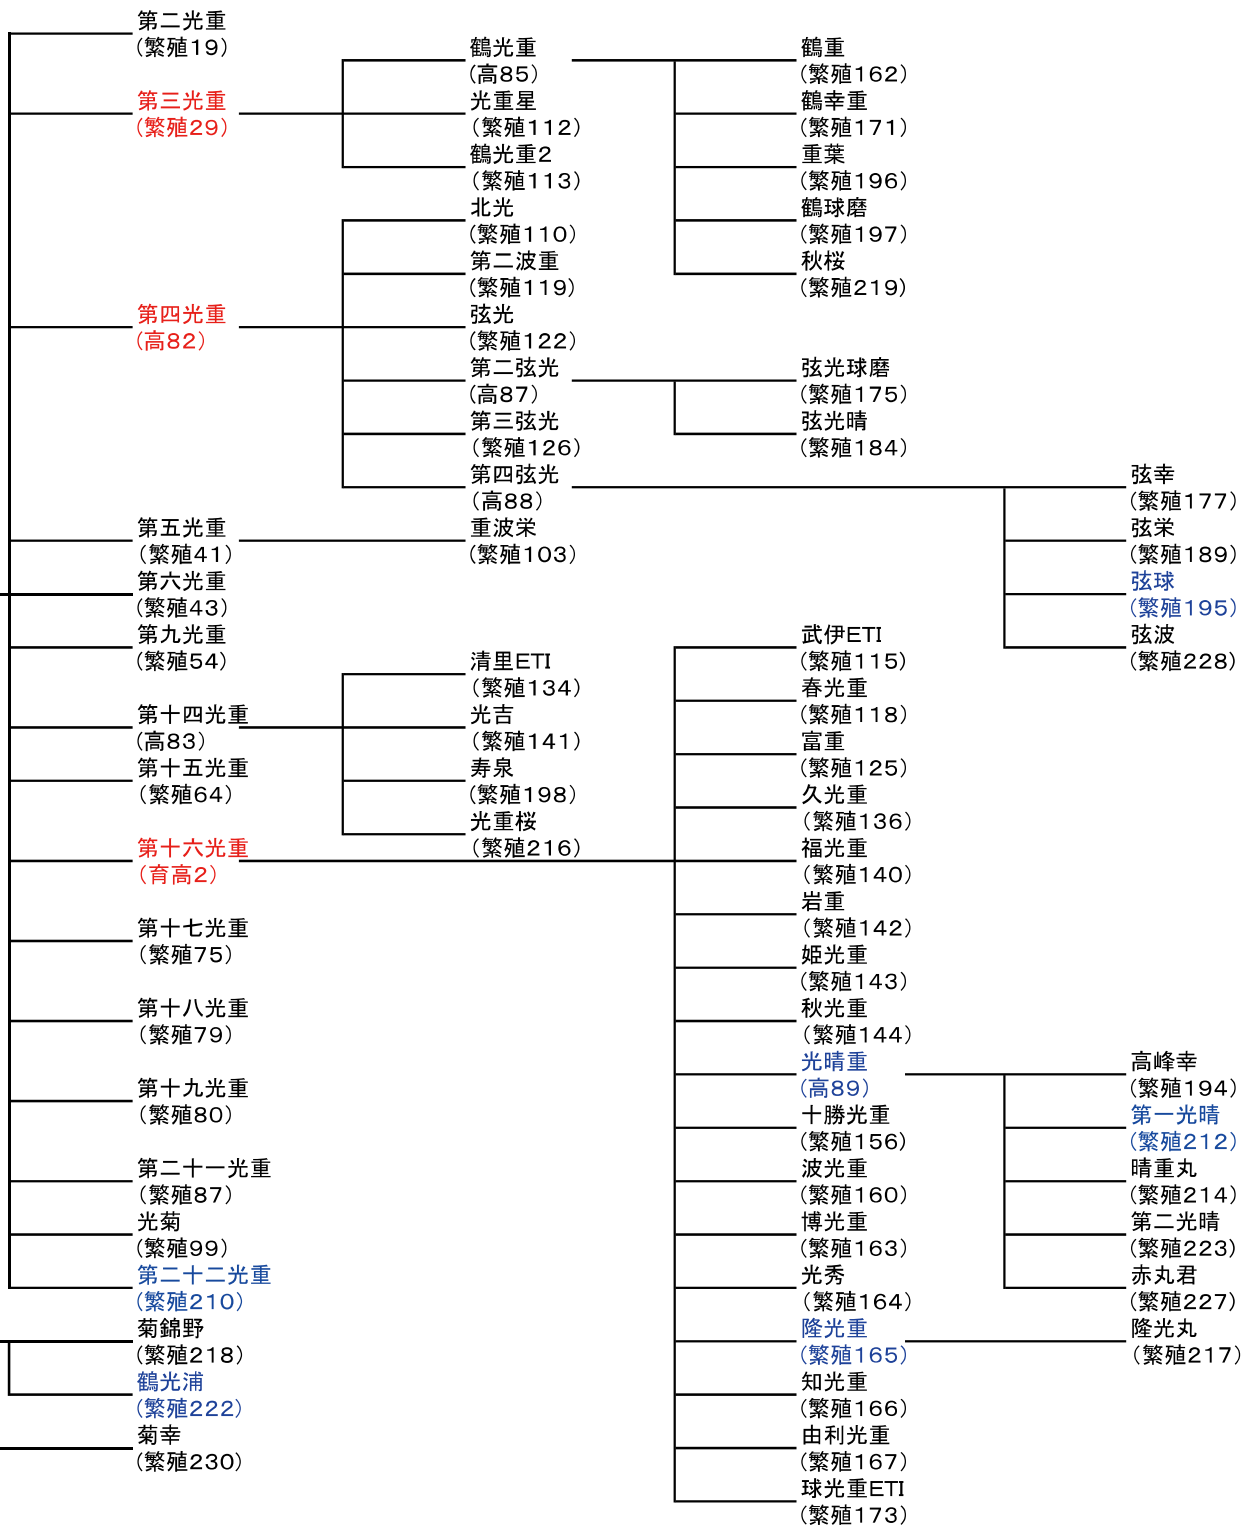 第二光重
(繁殖19)
第三光重
(繁殖29)
第四光重
(高82)
第五光重
(繁殖41)
第六光重
(繁殖43)
第九光重
(繁殖54)
第十四光重
(高83)
第十五光重
(繁殖64)
第十六光重
(育高2)
第十七光重
(繁殖75)
第十八光重
(繁殖79)
第十九光重
(繁殖80)
第二十一光重
(繁殖87)
光菊
(繁殖99)
第二十二光重
(繁殖210)
菊錦野
(繁殖218)
鶴光浦
(繁殖222)
菊幸
(繁殖230)
鶴光重
(高85)
光重星
(繁殖112)
鶴光重2
(繁殖113)
北光
(繁殖110)
第二波重
(繁殖119)
弦光
(繁殖122)
第二弦光
(高87)
第三弦光
(繁殖126)
第四弦光
(高88)
重波栄
(繁殖103)
清里ETI
(繁殖134)
光吉
(繁殖141)
寿泉
(繁殖198)
光重桜
(繁殖216)
鶴重
(繁殖162)
鶴幸重
(繁殖171)
重葉
(繁殖196)
鶴球磨
(繁殖197)
秋桜
(繁殖219)
弦光球磨
(繁殖175)
弦光晴
(繁殖184)
武伊ETI
(繁殖115)
春光重
(繁殖118)
富重
(繁殖125)
久光重
(繁殖136)
福光重
(繁殖140)
岩重
(繁殖142)
姫光重
(繁殖143)
秋光重
(繁殖144)
光晴重
(高89)
十勝光重
(繁殖156)
波光重
(繁殖160)
博光重
(繁殖163)
光秀
(繁殖164)
隆光重
(繁殖165)
知光重
(繁殖166)
由利光重
(繁殖167)
球光重ETI
(繁殖173)
弦幸
(繁殖177)
弦栄
(繁殖189)
弦球
(繁殖195)
弦波
(繁殖228)
高峰幸
(繁殖194)
第一光晴
(繁殖212)
晴重丸
(繁殖214)
第二光晴
(繁殖223)
赤丸君
(繁殖227)
隆光丸
(繁殖217)